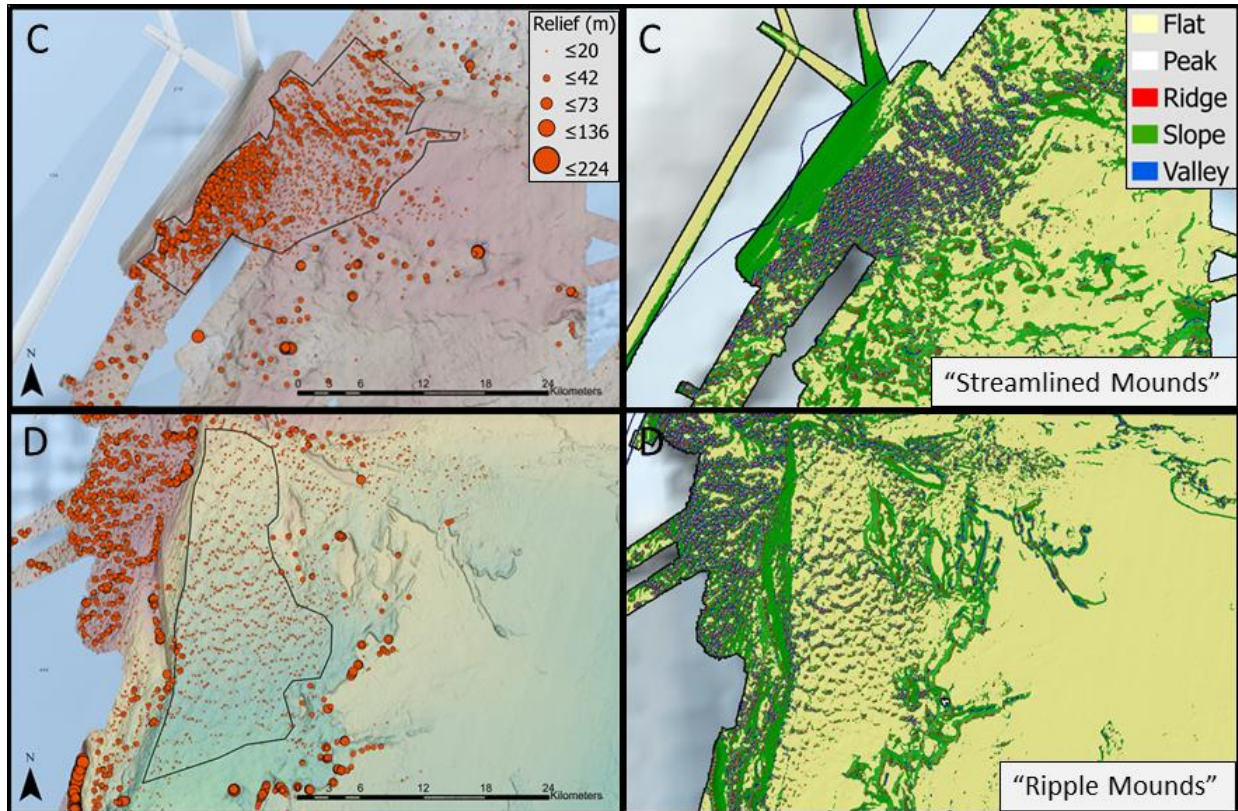 C
Relief (m)
≤20
≤42
≤73
≤136
≤224
N
0 3 6 12 18 24
Kilometers
C
Flat
Peak
Ridge
Slope
Valley
“Streamlined Mounds”
D
N
0 3 6 12 18 24
Kilometers
D
“Ripple Mounds”